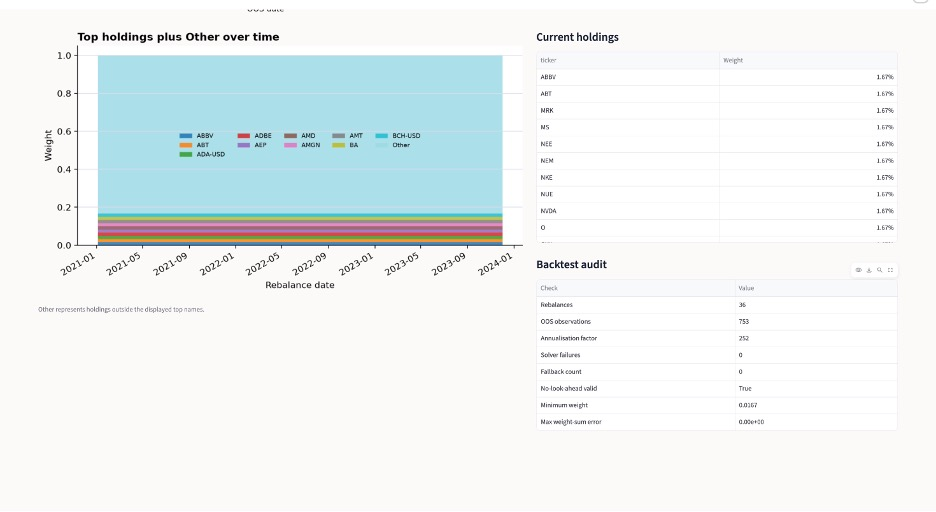 OOS date
Top holdings plus Other over time
Weight
1.0
0.8
0.6
0.4
0.2
0.0
ABBV
ABT
ADA-USD
ADBE
AEP
AMD
AMGN
AMT
BA
BCH-USD
Other
2021-01
2021-05
2021-09
2022-01
2022-05
2022-09
2023-01
2023-05
2023-09
2024-01
Rebalance date
Other represents holdings outside the displayed top names.
Current holdings
ticker Weight
ABBV 1.67%
ABT 1.67%
MRK 1.67%
MS 1.67%
NEE 1.67%
NEM 1.67%
NKE 1.67%
NUE 1.67%
NVDA 1.67%
O 1.67%
Backtest audit
Check Value
Rebalances 36
OOS observations 753
Annualisation factor 252
Solver failures 0
Fallback count 0
No-look-ahead valid True
Minimum weight 0.0167
Max weight-sum error 0.00e+00